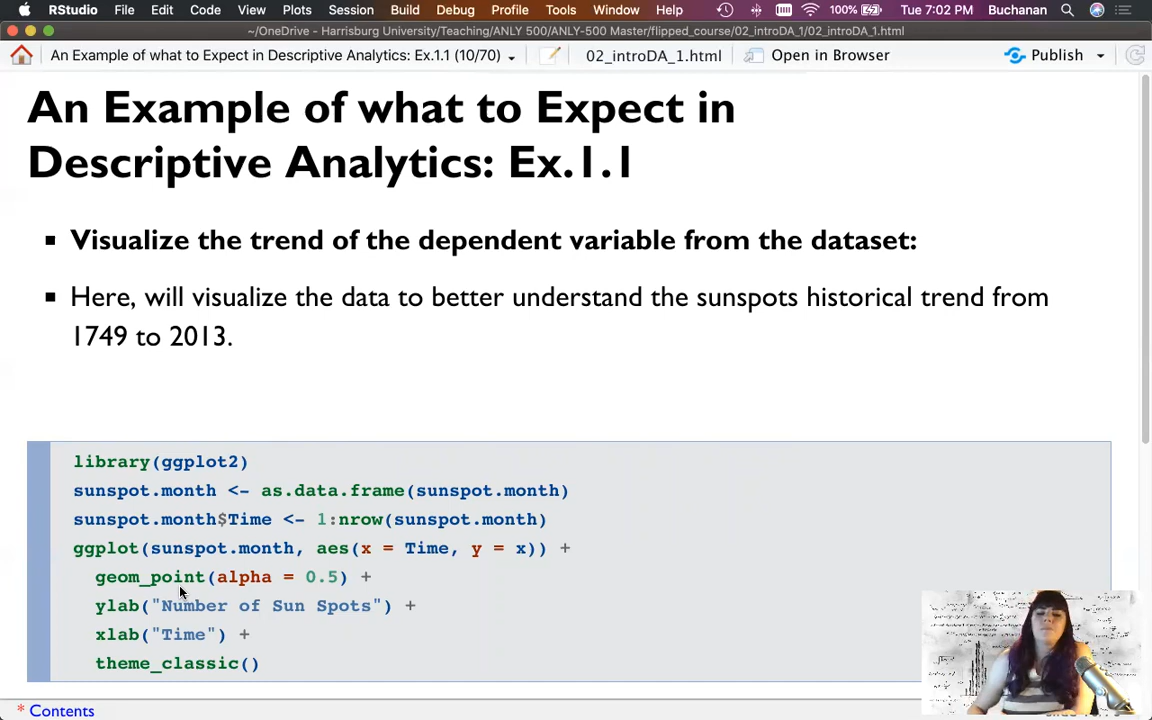 RStudio File Edit Code View Plots Session Build Debug Profile Tools Window Help 100% Tue 7:02 PM Buchanan
~/OneDrive - Harrisburg University/Teaching/ANLY 500/ANLY-500 Master/flipped_course/02_introDA_1/02_introDA_1.html
An Example of what to Expect in Descriptive Analytics: Ex.1.1 (10/70) 02_introDA_1.html Open in Browser Publish
An Example of what to Expect in
Descriptive Analytics: Ex.1.1
Visualize the trend of the dependent variable from the dataset:
Here, will visualize the data to better understand the sunspots historical trend from
1749 to 2013.
library(ggplot2)
sunspot.month <- as.data.frame(sunspot.month)
sunspot.month$Time <- 1:nrow(sunspot.month)
ggplot(sunspot.month, aes(x = Time, y = x)) +
geom_point(alpha = 0.5) +
ylab("Number of Sun Spots") +
xlab("Time") +
theme_classic()
* Contents